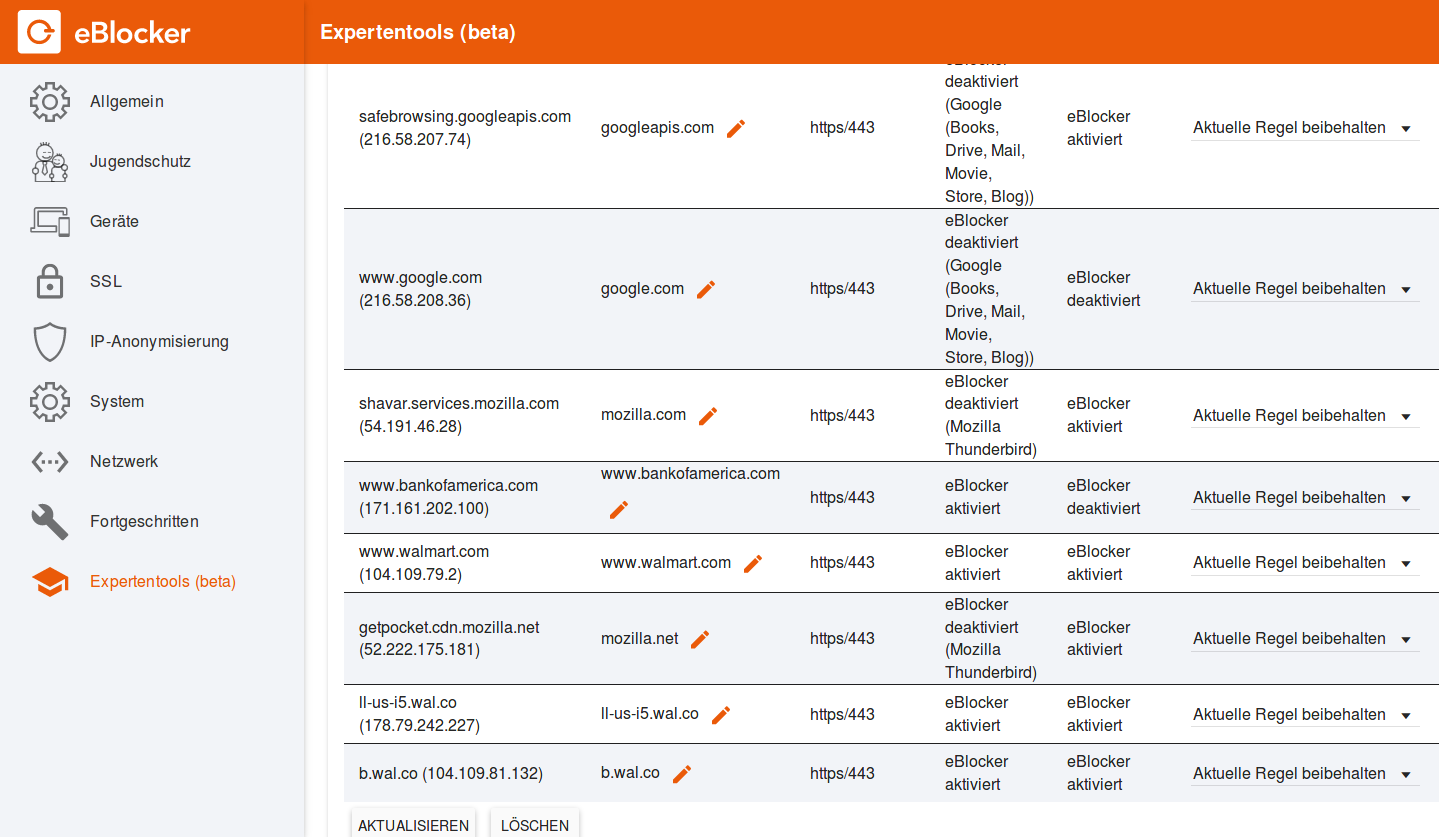 eBlocker
Expertentools (beta)
Allgemein
Jugendschutz
Geräte
SSL
IP-Anonymisierung
System
Netzwerk
Fortgeschritten
Expertentools (beta)
safebrowsing.googleapis.com
(216.58.207.74)
googleapis.com
https/443
eBlocker
deaktiviert
(Google
(Books,
Drive, Mail,
Movie,
Store, Blog))
eBlocker
aktiviert
Aktuelle Regel beibehalten
www.google.com
(216.58.208.36)
google.com
https/443
eBlocker
deaktiviert
(Google
(Books,
Drive, Mail,
Movie,
Store, Blog))
eBlocker
deaktiviert
Aktuelle Regel beibehalten
shavar.services.mozilla.com
(54.191.46.28)
mozilla.com
https/443
eBlocker
deaktiviert
(Mozilla
Thunderbird)
eBlocker
aktiviert
Aktuelle Regel beibehalten
www.bankofamerica.com
(171.161.202.100)
www.bankofamerica.com
https/443
eBlocker
aktiviert
eBlocker
deaktiviert
Aktuelle Regel beibehalten
www.walmart.com
(104.109.79.2)
www.walmart.com
https/443
eBlocker
aktiviert
eBlocker
aktiviert
Aktuelle Regel beibehalten
getpocket.cdn.mozilla.net
(52.222.175.181)
mozilla.net
https/443
eBlocker
deaktiviert
(Mozilla
Thunderbird)
eBlocker
aktiviert
Aktuelle Regel beibehalten
ll-us-i5.wal.co
(178.79.242.227)
ll-us-i5.wal.co
https/443
eBlocker
aktiviert
eBlocker
aktiviert
Aktuelle Regel beibehalten
b.wal.co (104.109.81.132)
b.wal.co
https/443
eBlocker
aktiviert
eBlocker
aktiviert
Aktuelle Regel beibehalten
AKTUALISIEREN
LÖSCHEN